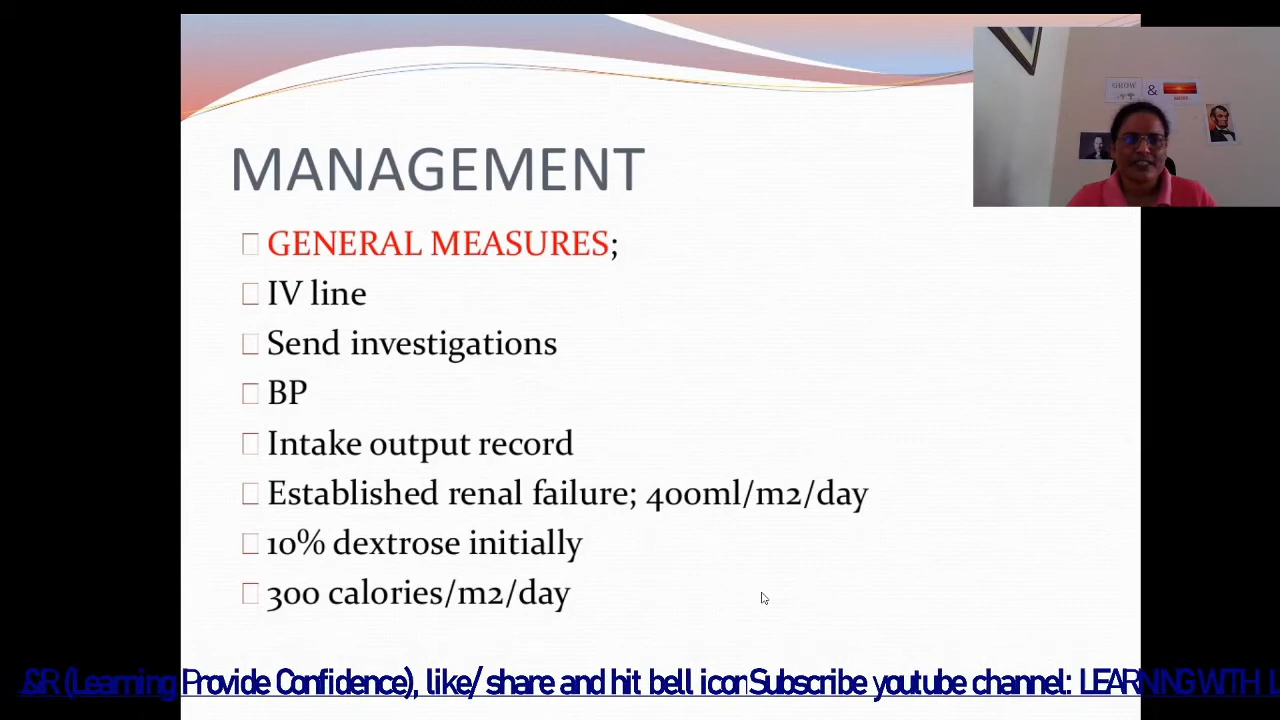 MANAGEMENT
GENERAL MEASURES;
IV line
Send investigations
BP
Intake output record
Established renal failure; 400ml/m2/day
10% dextrose initially
300 calories/m2/day
GROW
&
&R (Learning Provide Confidence), like/ share and hit bell icon Subscribe youtube channel: LEARNING WITH L